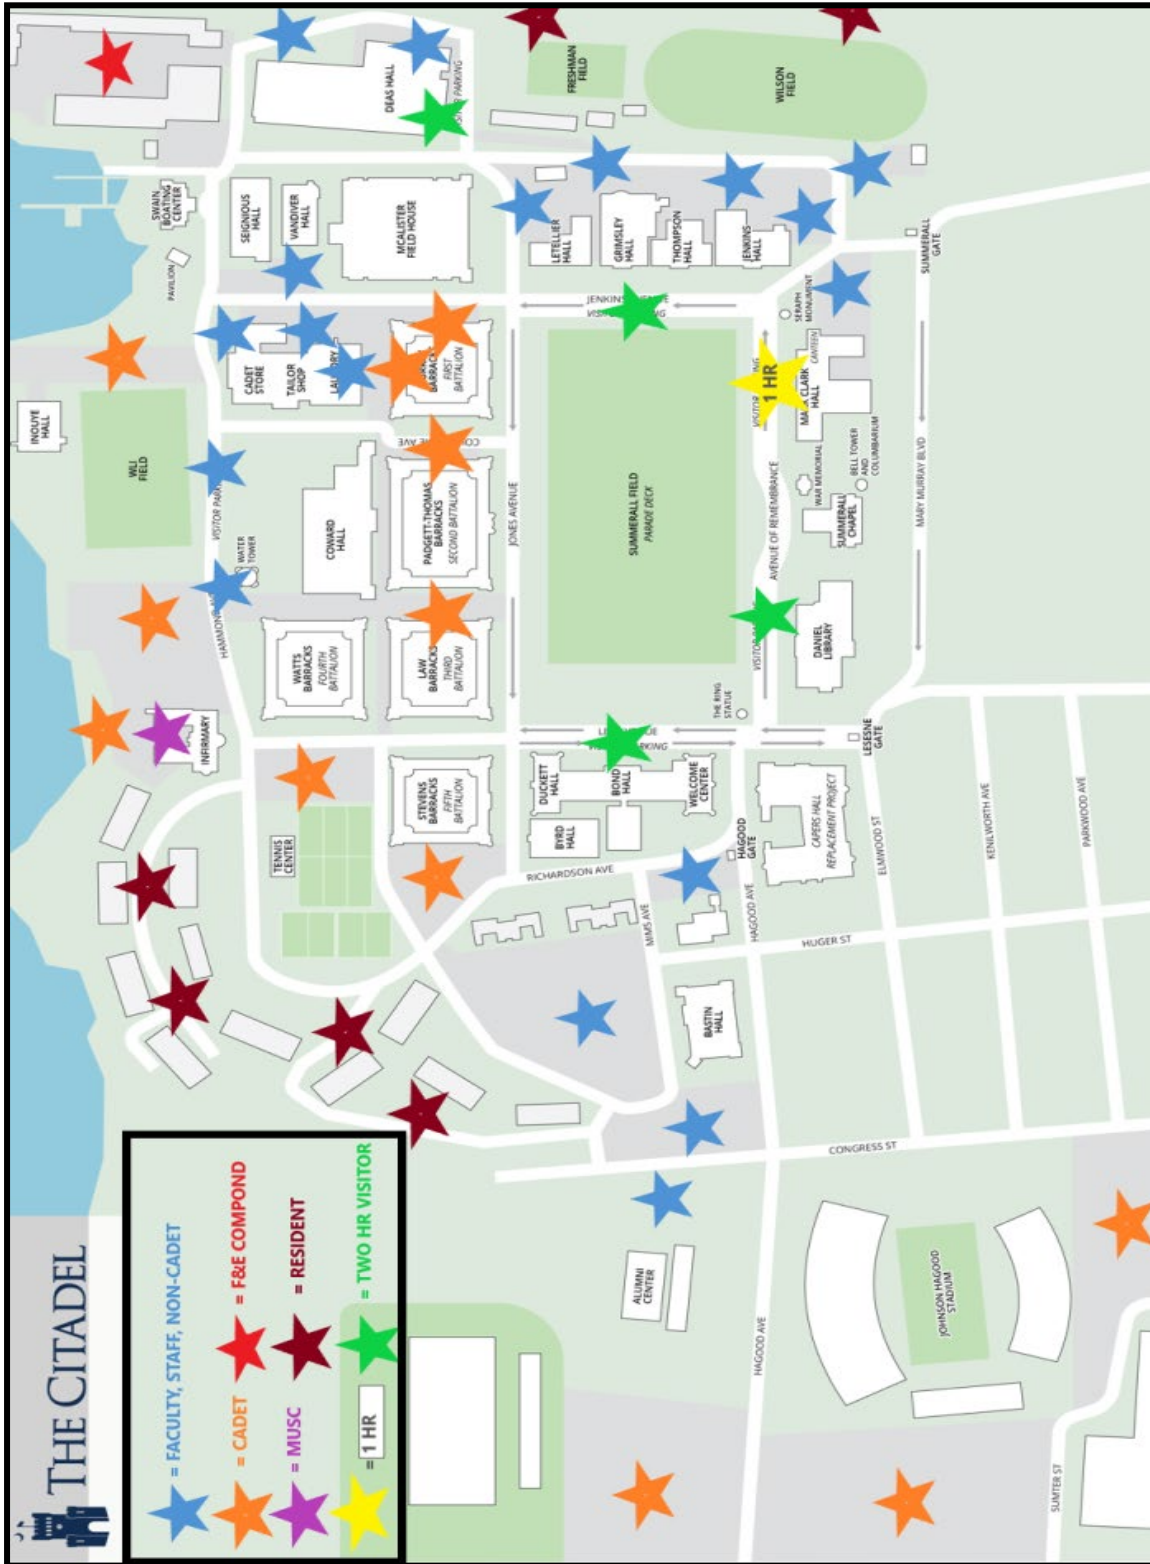 THE CITADEL
= FACULTY, STAFF, NON-CADET
= CADET
= F&E COMPOND
= MUSC
= RESIDENT
= 1 HR
= TWO HR VISITOR
INOUYE
HALL
WLI
FIELD
PAVILION
SWAIN
BOATING
CENTER
INFIRMARY
HAMMOND
WATER
TOWER
SEIGNIOUS
HALL
VANDIVER
HALL
CADET
STORE
TAILOR
SHOP
TENNIS
CENTER
WATTS
BARRACKS
FOURTH
BATTALION
COWARD
HALL
MCALISTER
FIELD HOUSE
DEAS HALL
STEVENS
BARRACKS
FIFTH
BATTALION
LAW
BARRACKS
THIRD
BATTALION
PADGETT-THOMAS
BARRACKS
SECOND BATTALION
BARRACKS
FIRST
BATTALION
JONES AVENUE
RICHARDSON AVE
DUCKETT
HALL
BYRD
HALL
BOND
HALL
WELCOME
CENTER
LETELLIER
HALL
GRIMSLEY
HALL
THOMPSON
HALL
JENKINS
HALL
FRESHMAN
FIELD
WILSON
FIELD
SUMMERALL FIELD
PARADE DECK
THE RING
STATUE
AVENUE OF REMEMBRANCE
1 HR
SERAPH
MONUMENT
CANTEEN
CLARK
HALL
WAR MEMORIAL
BELL TOWER
AND
COLUMBARIUM
SUMMERALL
CHAPEL
DANIEL
LIBRARY
MARY MURRAY BLVD
SUMMERALL
GATE
LESESNE
GATE
HAGOOD
GATE
CAPERS HALL
REPLACEMENT PROJECT
MIMS AVE
HAGOOD AVE
HUGER ST
ELMWOOD ST
KENILWORTH AVE
PARKWOOD AVE
BASTIN
HALL
CONGRESS ST
ALUMNI
CENTER
HAGOOD AVE
JOHNSON HAGOOD
STADIUM
SUMTER ST